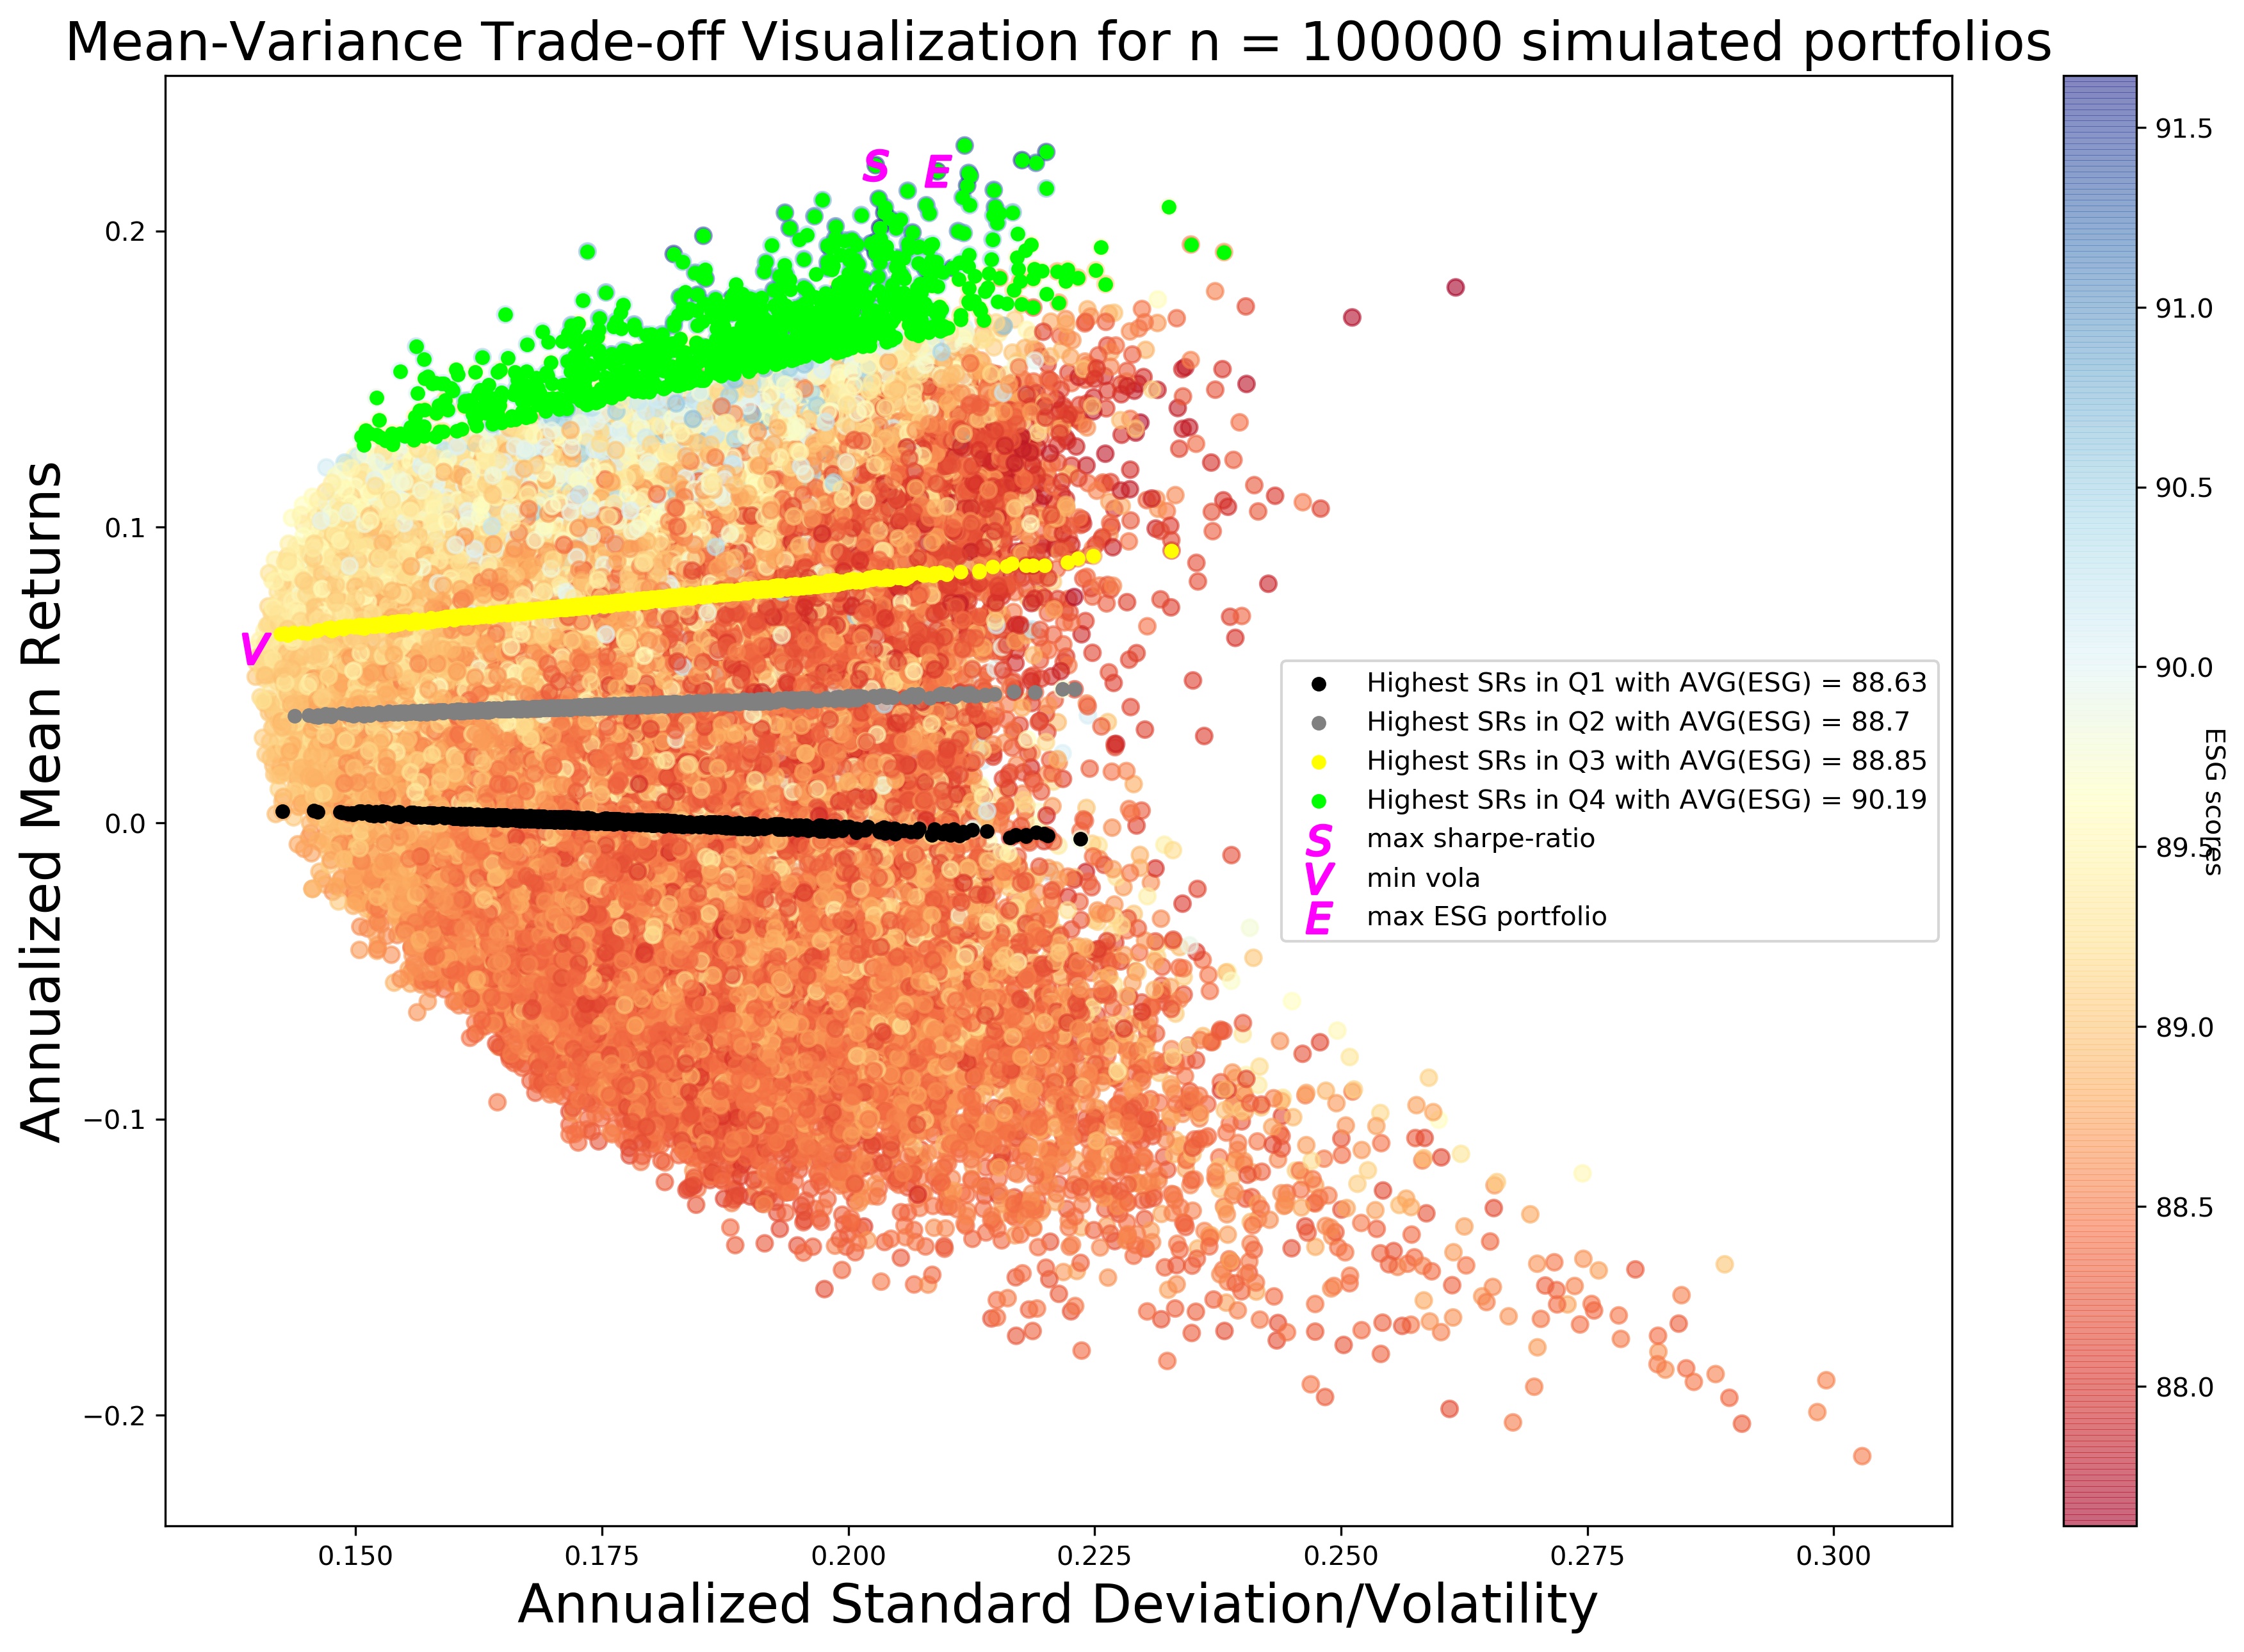 Mean-Variance Trade-off Visualization for n = 100000 simulated portfolios
Annualized Mean Returns
0.2
0.1
0.0
−0.1
−0.2
S
E
V
Highest SRs in Q1 with AVG(ESG) = 88.63
Highest SRs in Q2 with AVG(ESG) = 88.7
Highest SRs in Q3 with AVG(ESG) = 88.85
Highest SRs in Q4 with AVG(ESG) = 90.19
S max sharpe-ratio
V min vola
E max ESG portfolio
0.150 0.175 0.200 0.225 0.250 0.275 0.300
Annualized Standard Deviation/Volatility
91.5
91.0
90.5
90.0
89.5
89.0
88.5
88.0
ESG scores